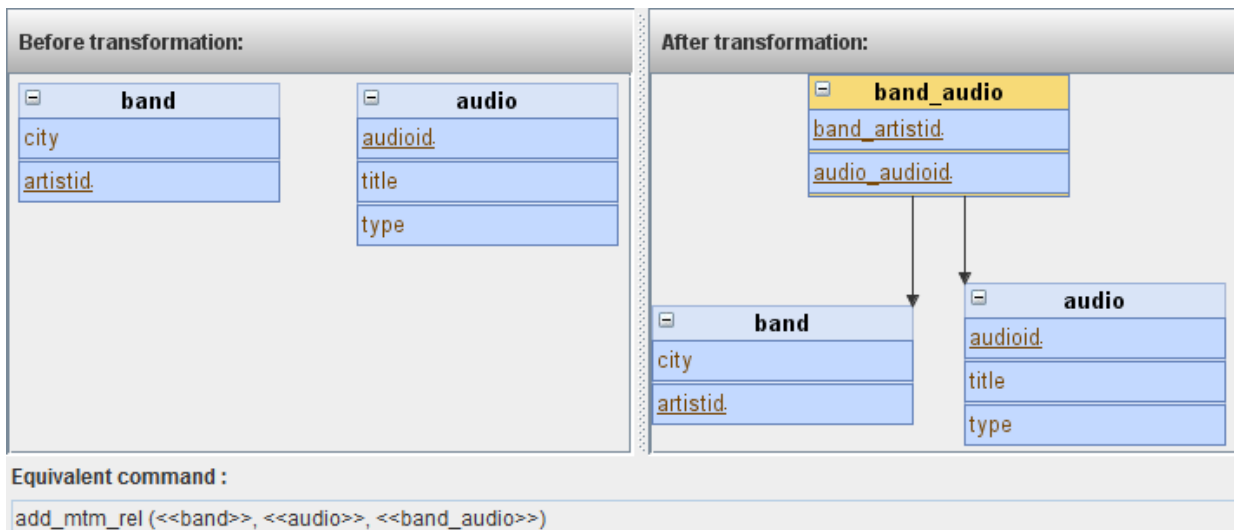 Before transformation:
band
city
artistid
audio
audioid
title
type
After transformation:
band_audio
band_artistid
audio_audioid
band
city
artistid
audio
audioid
title
type
Equivalent command :
add_mtm_rel (<<band>>, <<audio>>, <<band_audio>>)